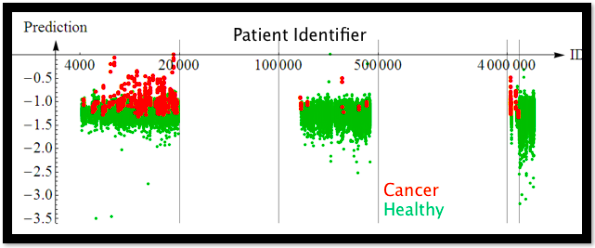 Prediction
Patient Identifier
4000 20000 100000 500000 4000000 ID
−0.5
−1.0
−1.5
−2.0
−2.5
−3.0
−3.5
Cancer
Healthy